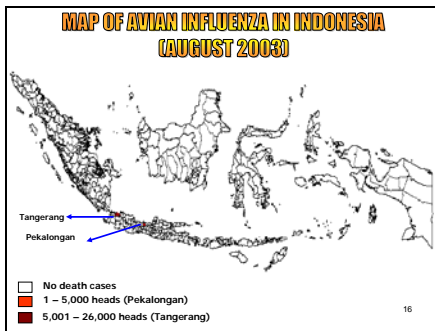 MAP OF AVIAN INFLUENZA IN INDONESIA
(AUGUST 2003)
Tangerang
Pekalongan
No death cases
1 – 5,000 heads (Pekalongan)
5,001 – 26,000 heads (Tangerang)
16